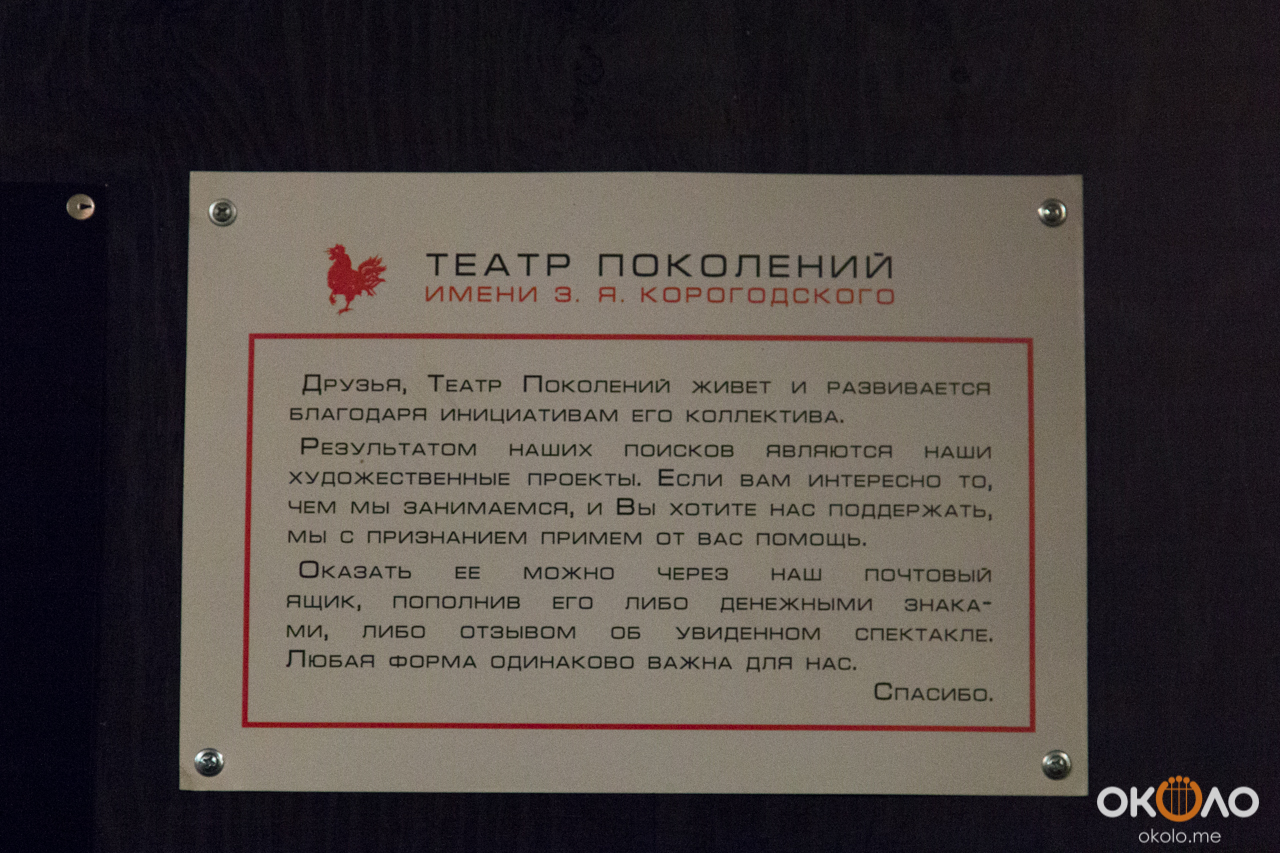 ТЕАТР ПОКОЛЕНИЙ
ИМЕНИ З. Я. КОРОГОДСКОГО
Друзья, Театр Поколений живет и развивается
благодаря инициативам его коллектива.
Результатом наших поисков являются наши
художественные проекты. Если вам интересно то,
чем мы занимаемся, и Вы хотите нас поддержать,
мы с признанием примем от вас помощь.
Оказать ее можно через наш почтовый
ящик, пополнив его либо денежными знака-
ми, либо отзывом об увиденном спектакле.
Любая форма одинаково важна для нас.
Спасибо.
ОКОЛО
okolo.me